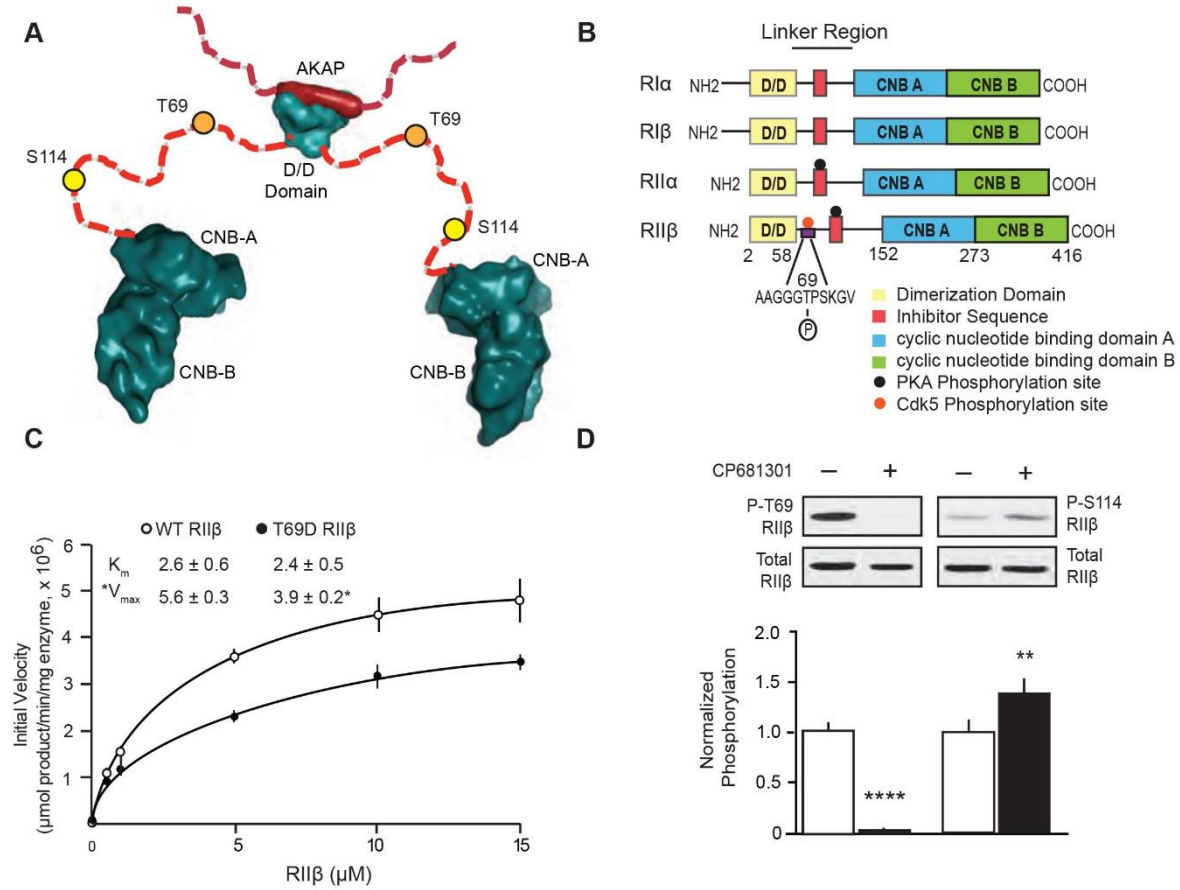 A
AKAP
T69
T69
S114
D/D
Domain
S114
CNB-A
CNB-A
CNB-B
CNB-B
B
Linker Region
RIα NH2 D/D CNB A CNB B COOH
RIβ NH2 D/D CNB A CNB B COOH
RIIα NH2 D/D CNB A CNB B COOH
RIIβ NH2 D/D CNB A CNB B COOH
2 58 152 273 416
69
AAGGGTPSKGV
P
Dimerization Domain
Inhibitor Sequence
cyclic nucleotide binding domain A
cyclic nucleotide binding domain B
PKA Phosphorylation site
Cdk5 Phosphorylation site
C
WT RIIβ T69D RIIβ
Km 2.6 ± 0.6 2.4 ± 0.5
*Vmax 5.6 ± 0.3 3.9 ± 0.2*
Initial Velocity
(μmol product/min/mg enzyme, x 10⁶)
6
5
4
3
2
1
0 5 10 15
RIIβ (μM)
D
CP681301 − + − +
P-T69
RIIβ
P-S114
RIIβ
Total
RIIβ
Total
RIIβ
Normalized
Phosphorylation
2.0
1.5
1.0
0.5
0
****
**